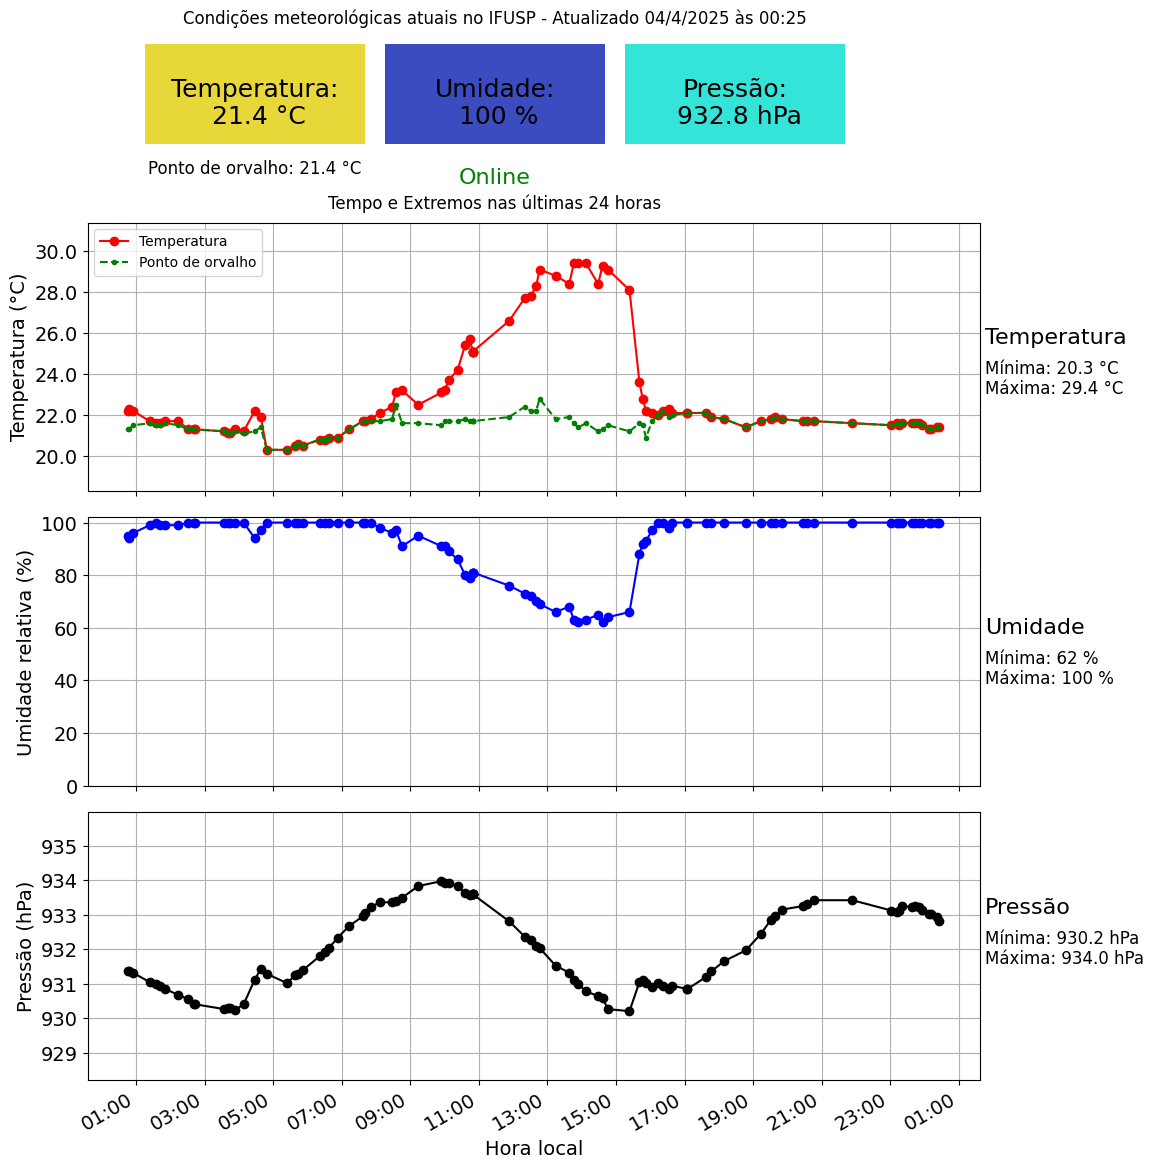 Condições meteorológicas atuais no IFUSP - Atualizado 04/4/2025 às 00:25
Temperatura:
21.4 °C
Umidade:
100 %
Pressão:
932.8 hPa
Ponto de orvalho: 21.4 °C
Online
Tempo e Extremos nas últimas 24 horas
Temperatura
Ponto de orvalho
Temperatura (°C)
30.0
28.0
26.0
24.0
22.0
20.0
Temperatura
Mínima: 20.3 °C
Máxima: 29.4 °C
Umidade relativa (%)
100
80
60
40
20
0
Umidade
Mínima: 62 %
Máxima: 100 %
Pressão (hPa)
935
934
933
932
931
930
929
Pressão
Mínima: 930.2 hPa
Máxima: 934.0 hPa
01:00 03:00 05:00 07:00 09:00 11:00 13:00 15:00 17:00 19:00 21:00 23:00 01:00
Hora local